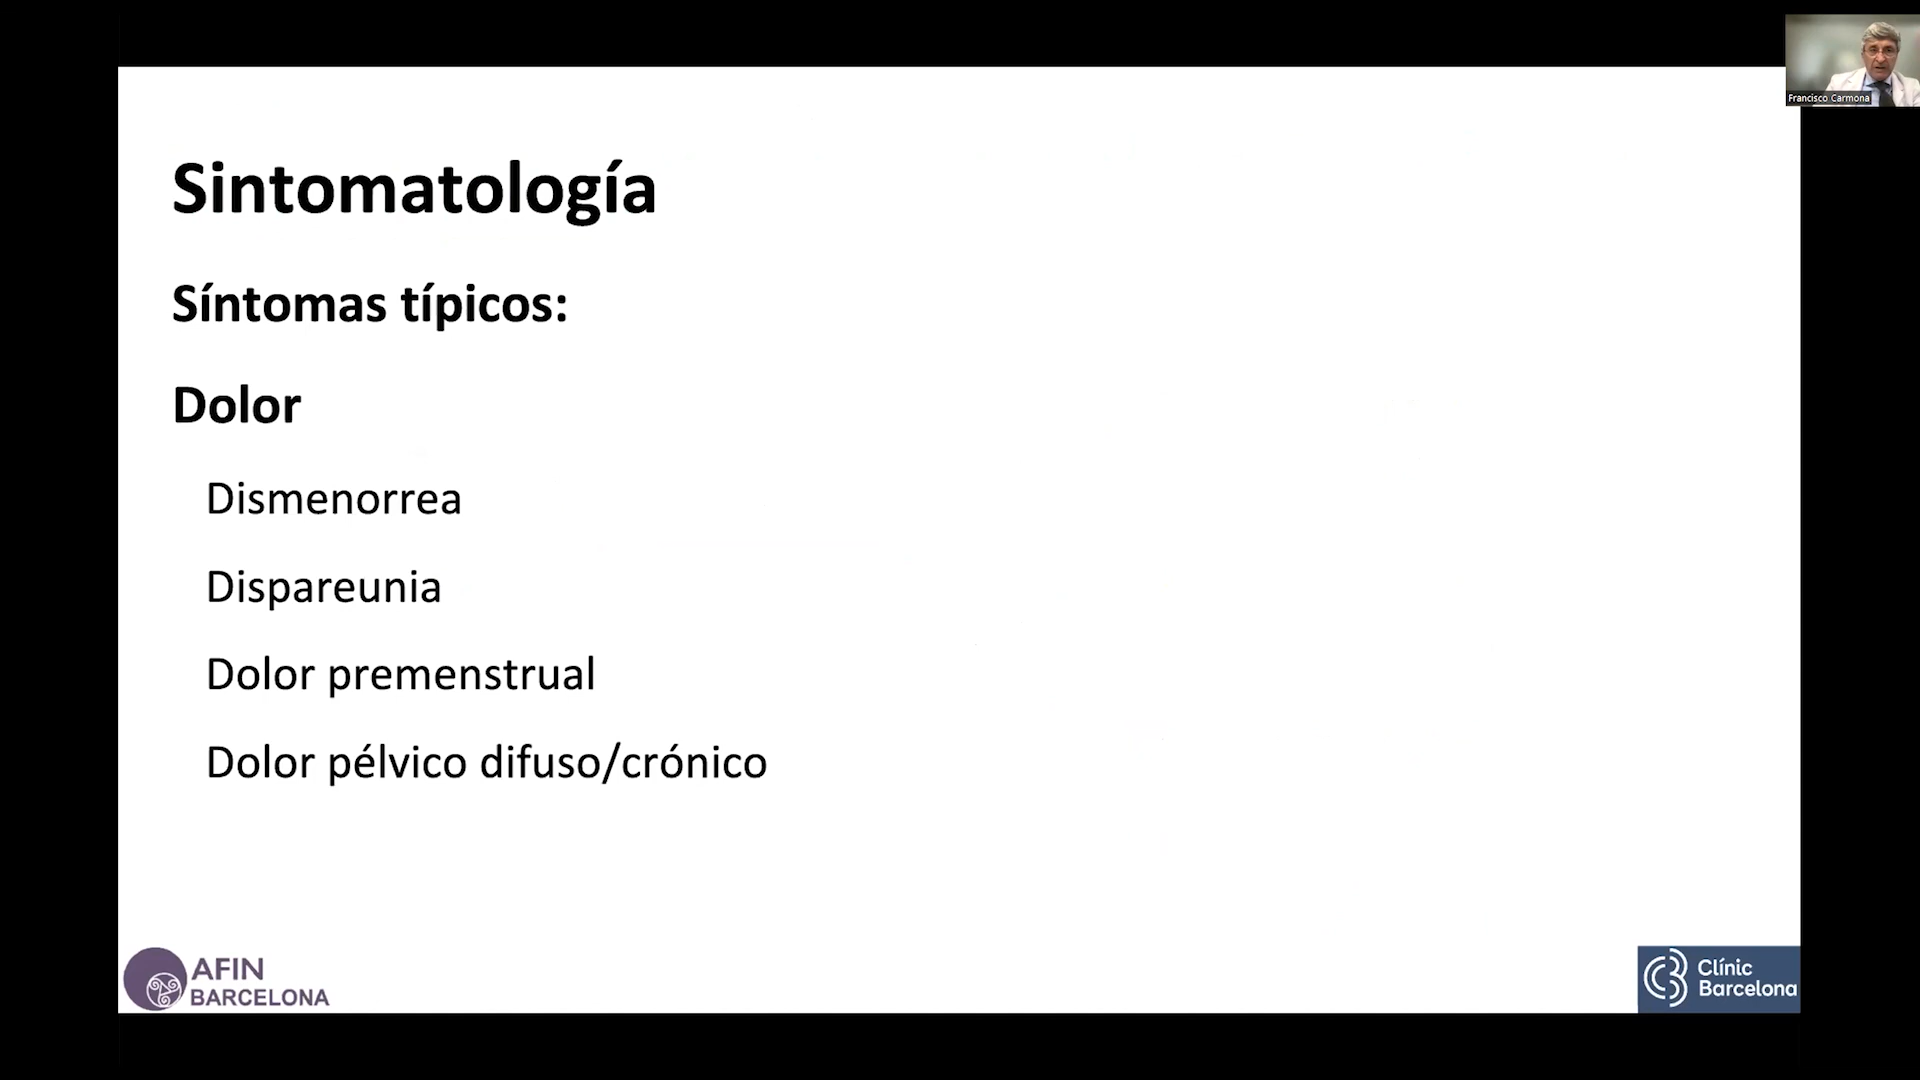 Francisco Carmona
Sintomatología
Síntomas típicos:
Dolor
Dismenorrea
Dispareunia
Dolor premenstrual
Dolor pélvico difuso/crónico
AFIN
BARCELONA
Clínic
Barcelona